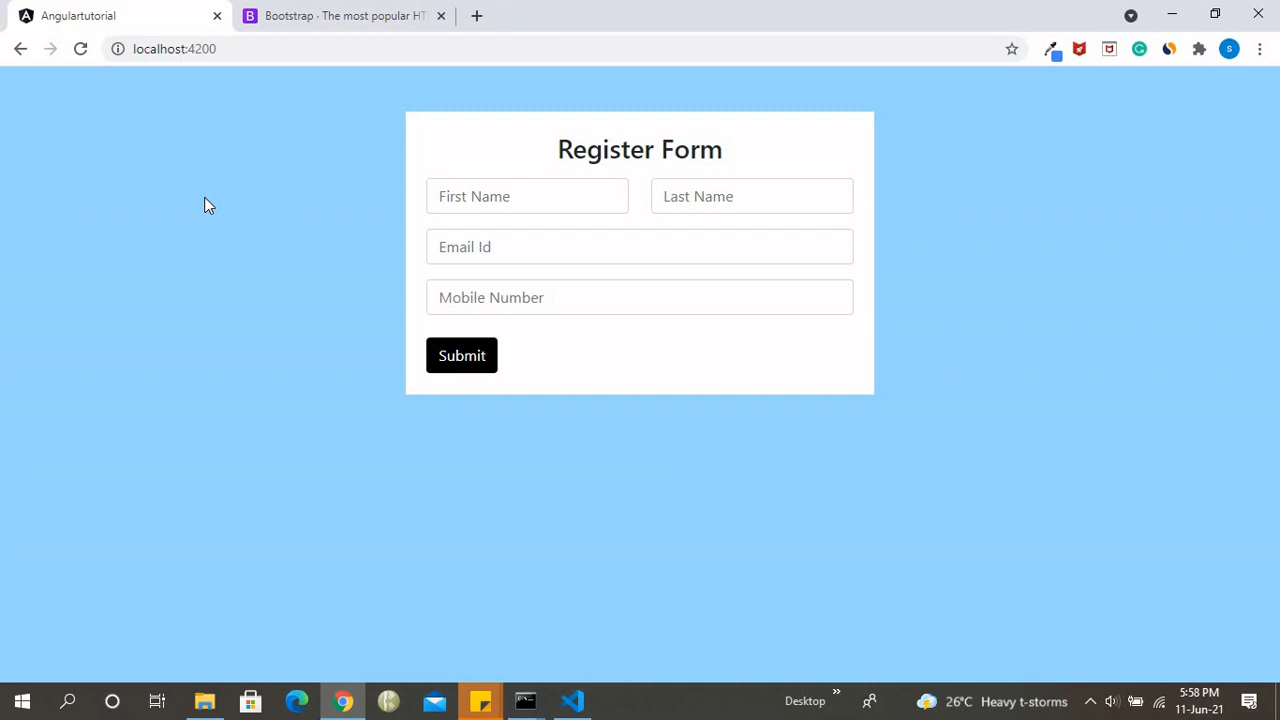 Angulartutorial
Bootstrap · The most popular HT
localhost:4200
S
Register Form
First Name
Last Name
Email Id
Mobile Number
Submit
Desktop
26°C Heavy t-storms
5:58 PM
11-Jun-21